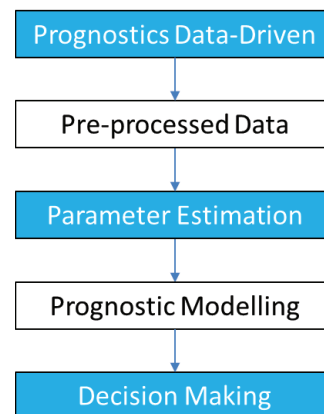 Prognostics Data-Driven
Pre-processed Data
Parameter Estimation
Prognostic Modelling
Decision Making